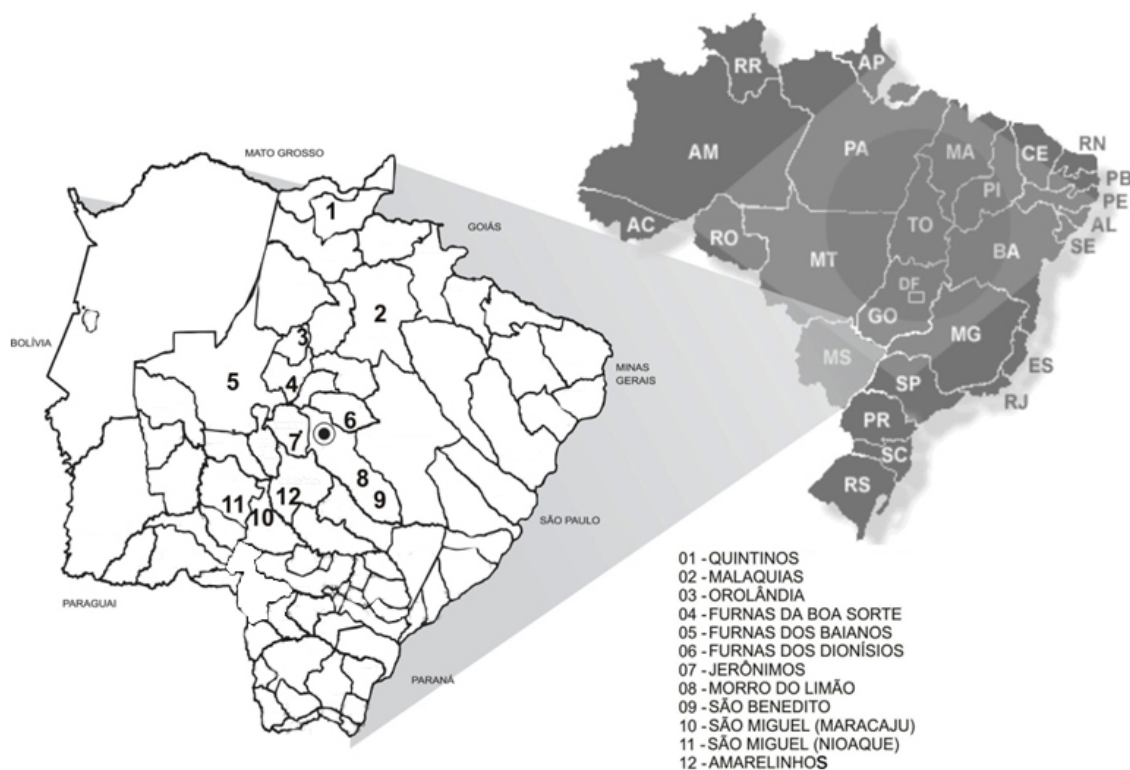 MATO GROSSO
GOIÁS
BOLÍVIA
MINAS
GERAIS
SÃO PAULO
PARAGUAI
PARANÁ
1
2
3
4
5
6
7
8
9
10
11
12
RR
AP
AM
PA
MA
CE
RN
PB
PE
AL
SE
PI
AC
RO
TO
MT
BA
DF
GO
MG
MS
ES
SP
RJ
PR
SC
RS
01 - QUINTINOS
02 - MALAQUIAS
03 - OROLÂNDIA
04 - FURNAS DA BOA SORTE
05 - FURNAS DOS BAIANOS
06 - FURNAS DOS DIONÍSIOS
07 - JERÔNIMOS
08 - MORRO DO LIMÃO
09 - SÃO BENEDITO
10 - SÃO MIGUEL (MARACAJU)
11 - SÃO MIGUEL (NIOAQUE)
12 - AMARELINHOS